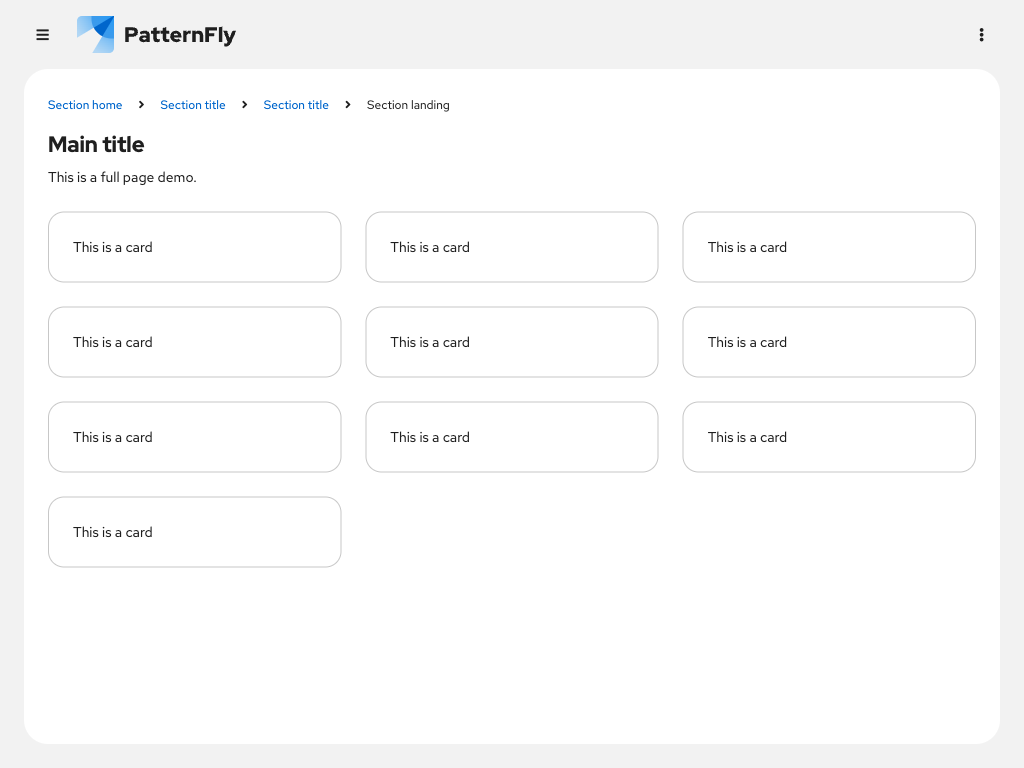 PatternFly
Section home Section title Section title Section landing
Main title
This is a full page demo.
This is a card This is a card This is a card
This is a card This is a card This is a card
This is a card This is a card This is a card
This is a card